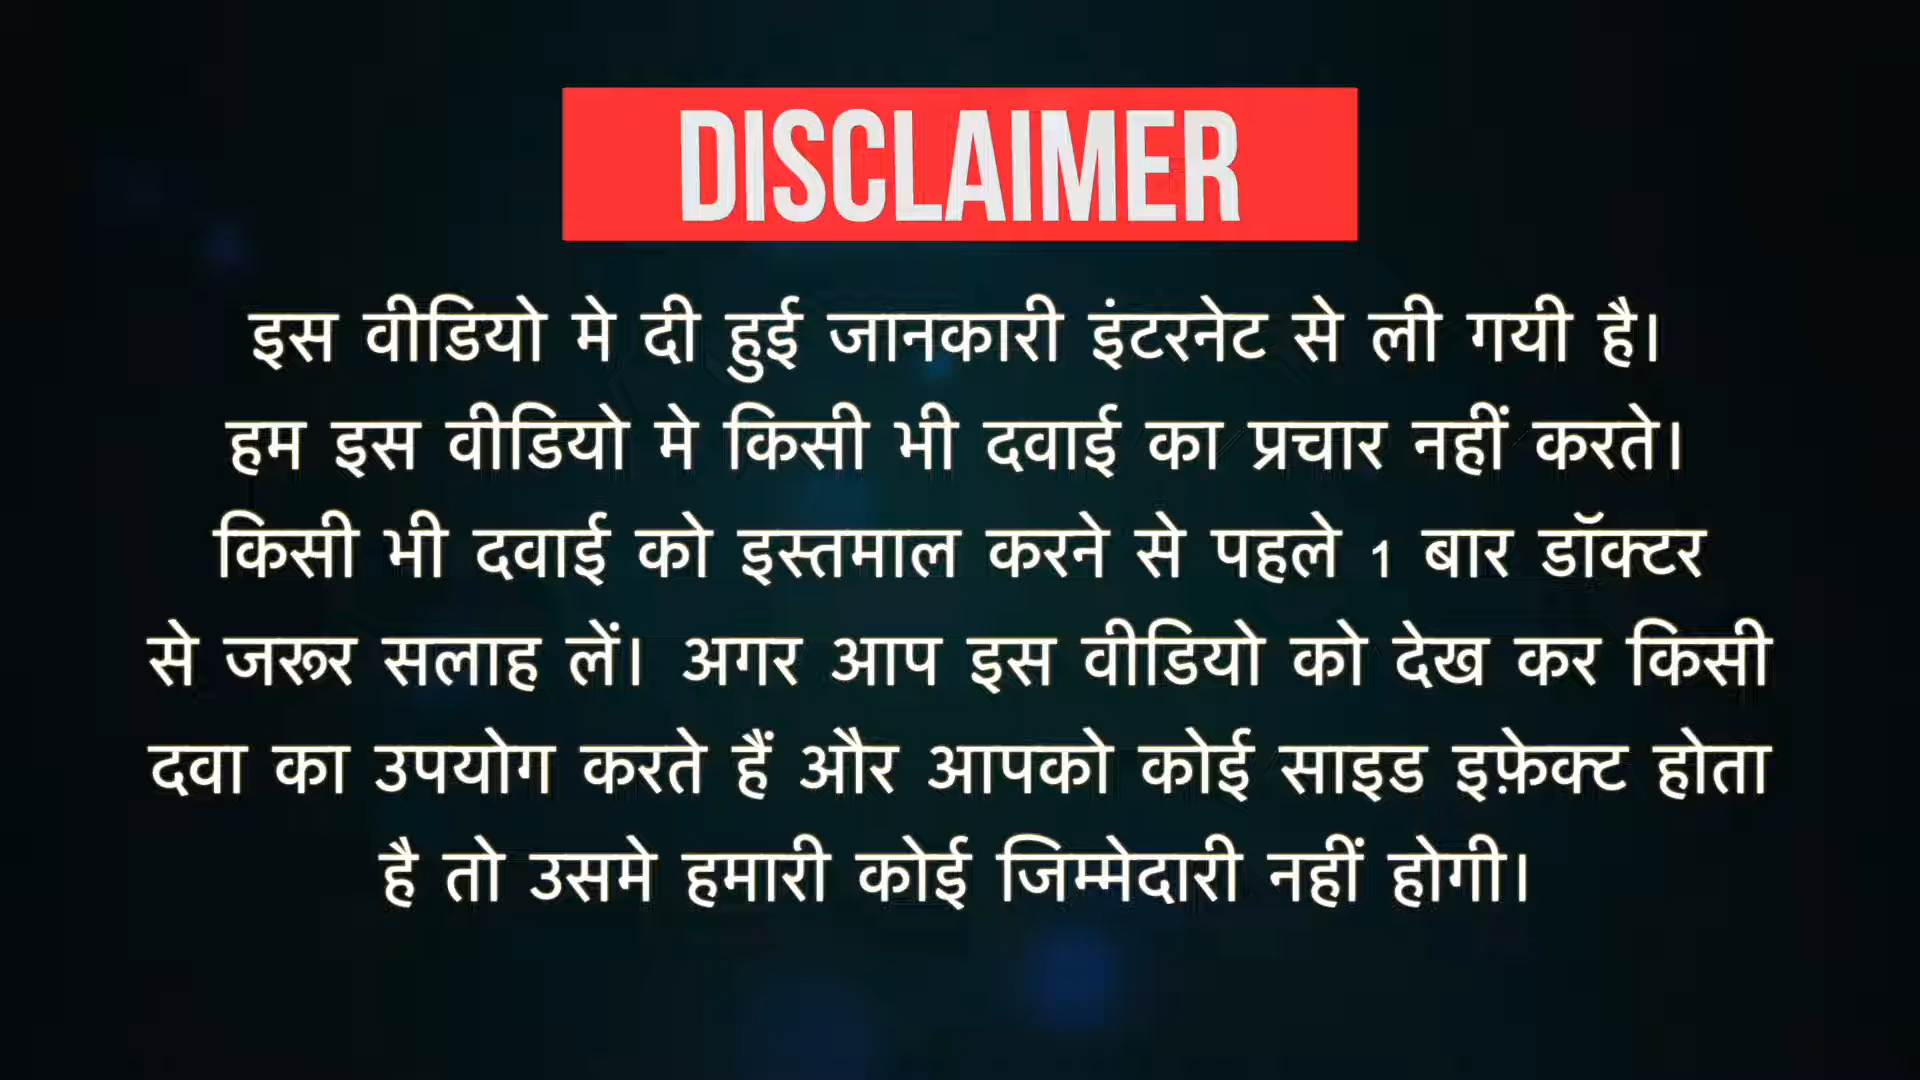 DISCLAIMER
इस वीडियो मे दी हुई जानकारी इंटरनेट से ली गयी है।
हम इस वीडियो मे किसी भी दवाई का प्रचार नहीं करते।
किसी भी दवाई को इस्तमाल करने से पहले 1 बार डॉक्टर
से जरूर सलाह लें। अगर आप इस वीडियो को देख कर किसी
दवा का उपयोग करते हैं और आपको कोई साइड इफ़ेक्ट होता
है तो उसमे हमारी कोई जिम्मेदारी नहीं होगी।